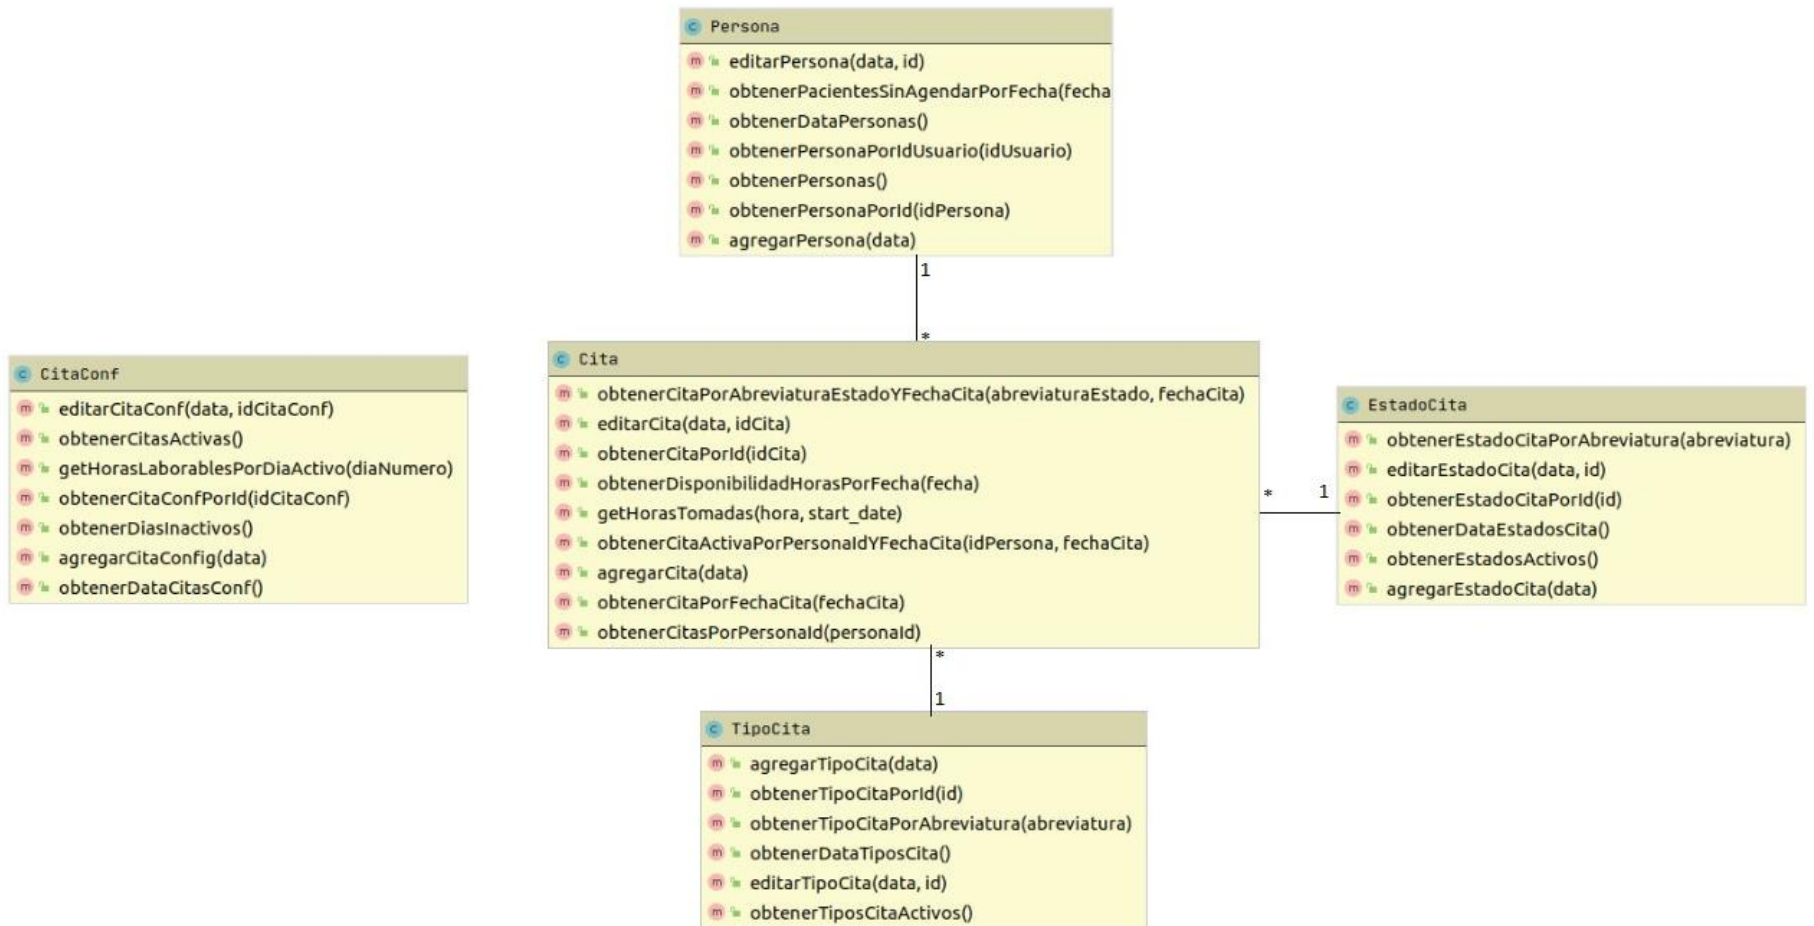 Persona
editarPersona(data, id)
obtenerPacientesSinAgendarPorFecha(fecha
obtenerDataPersonas()
obtenerPersonaPorIdUsuario(idUsuario)
obtenerPersonas()
obtenerPersonaPorId(idPersona)
agregarPersona(data)
1
*
CitaConf
editarCitaConf(data, idCitaConf)
obtenerCitasActivas()
getHorasLaborablesPorDiaActivo(diaNumero)
obtenerCitaConfPorId(idCitaConf)
obtenerDiasInactivos()
agregarCitaConfig(data)
obtenerDataCitasConf()
Cita
obtenerCitaPorAbreviaturaEstadoYFechaCita(abreviaturaEstado, fechaCita)
editarCita(data, idCita)
obtenerCitaPorId(idCita)
obtenerDisponibilidadHorasPorFecha(fecha)
getHorasTomadas(hora, start_date)
obtenerCitaActivaPorPersonaIdYFechaCita(idPersona, fechaCita)
agregarCita(data)
obtenerCitaPorFechaCita(fechaCita)
obtenerCitasPorPersonaId(personaId)
* 1
EstadoCita
obtenerEstadoCitaPorAbreviatura(abreviatura)
editarEstadoCita(data, id)
obtenerEstadoCitaPorId(id)
obtenerDataEstadosCita()
obtenerEstadosActivos()
agregarEstadoCita(data)
*
1
TipoCita
agregarTipoCita(data)
obtenerTipoCitaPorId(id)
obtenerTipoCitaPorAbreviatura(abreviatura)
obtenerDataTiposCita()
editarTipoCita(data, id)
obtenerTiposCitaActivos()